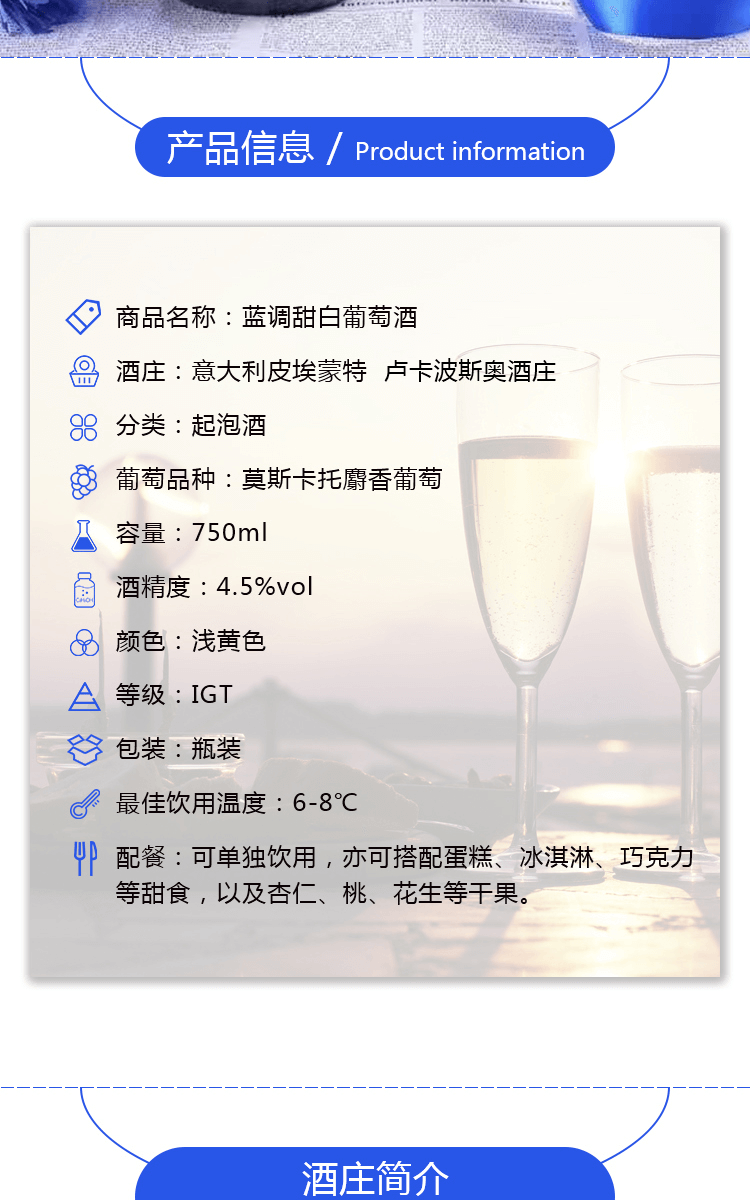 International Business
产品信息 / Product information
商品名称：蓝调甜白葡萄酒
酒庄：意大利皮埃蒙特 卢卡波斯奥酒庄
分类：起泡酒
葡萄品种：莫斯卡托麝香葡萄
容量：750ml
酒精度：4.5%vol
颜色：浅黄色
等级：IGT
包装：瓶装
最佳饮用温度：6-8℃
配餐：可单独饮用，亦可搭配蛋糕、冰淇淋、巧克力
等甜食，以及杏仁、桃、花生等干果。
酒庄简介